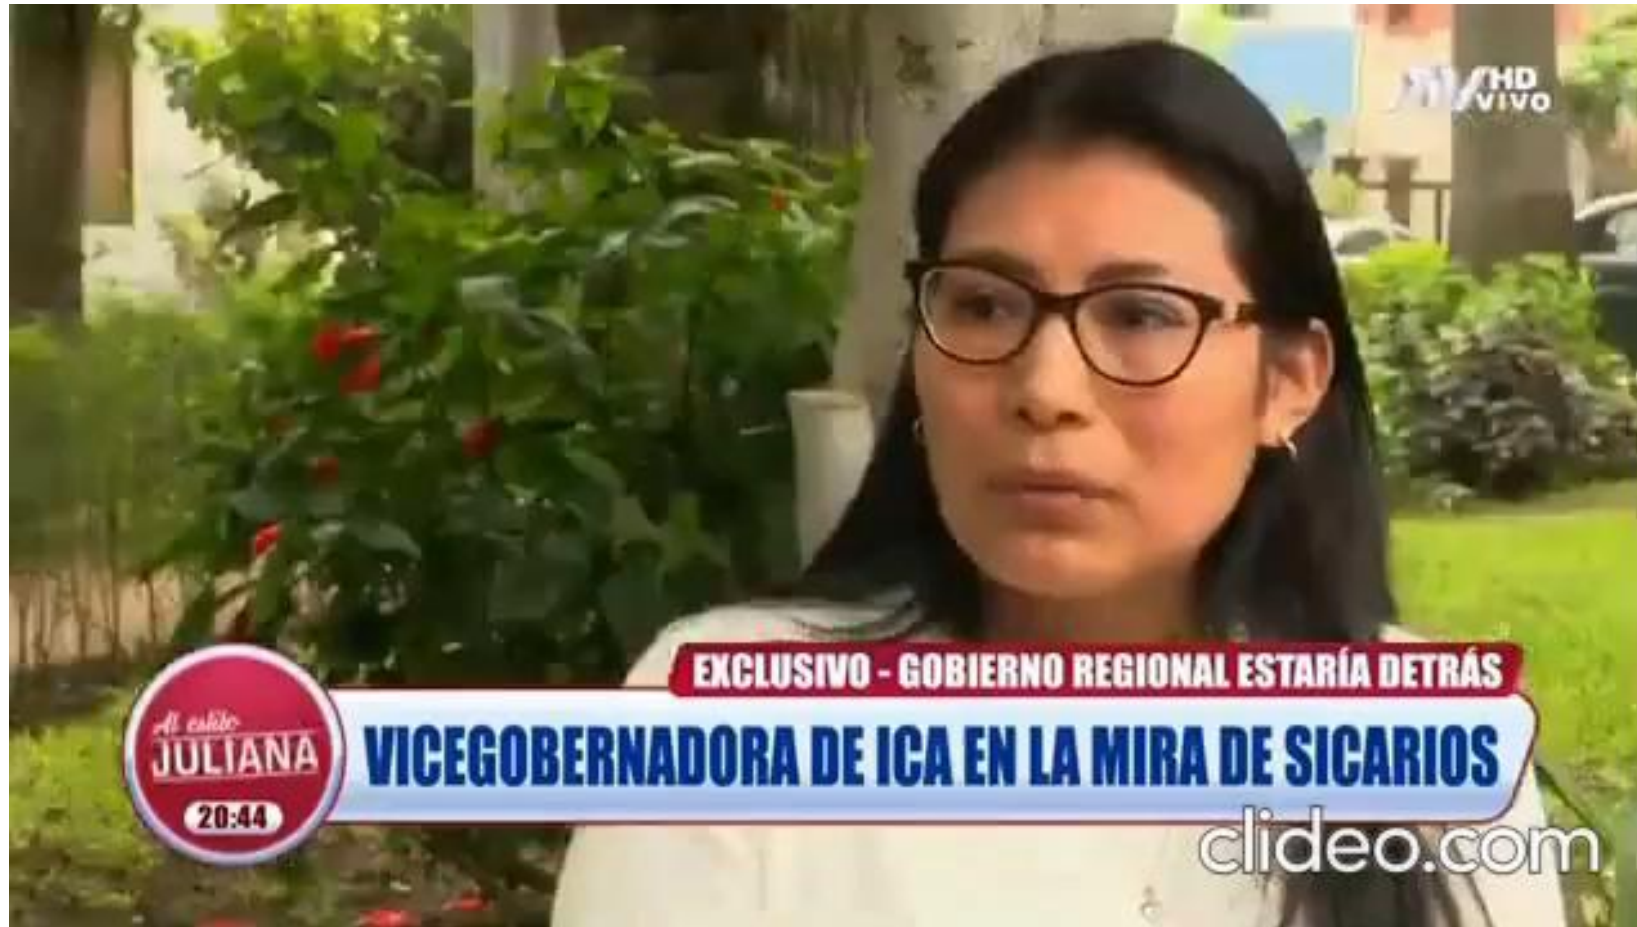 HD
VIVO
EXCLUSIVO - GOBIERNO REGIONAL ESTARÍA DETRÁS
VICEGOBERNADORA DE ICA EN LA MIRA DE SICARIOS
Al estilo
JULIANA
20:44
clideo.com